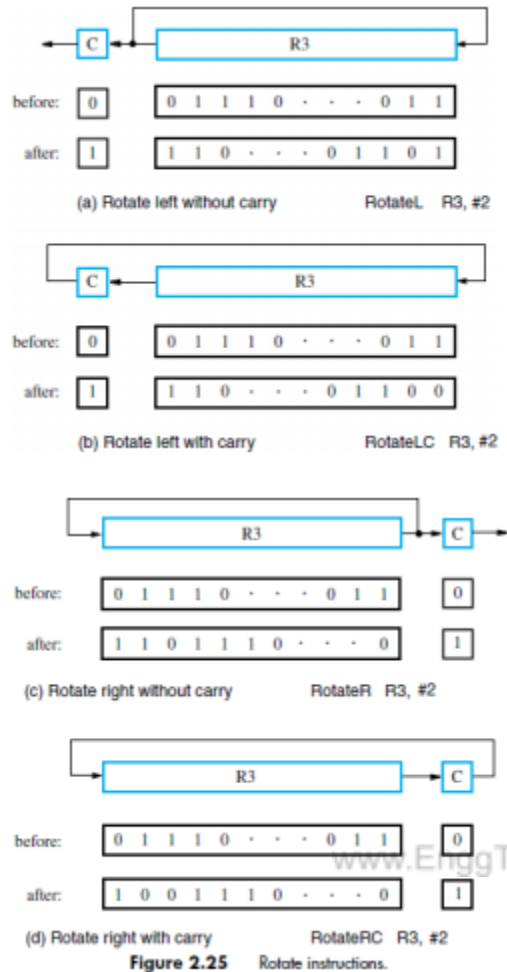 C R3
before: 0 0 1 1 1 0 · · · 0 1 1
after: 1 1 1 0 · · · 0 1 1 0 1
(a) Rotate left without carry RotateL R3, #2
C R3
before: 0 0 1 1 1 0 · · · 0 1 1
after: 1 1 1 0 · · · 0 1 1 0 0
(b) Rotate left with carry RotateLC R3, #2
R3 C
before: 0 1 1 1 0 · · · 0 1 1 0
after: 1 1 0 1 1 1 0 · · · 0 1
(c) Rotate right without carry RotateR R3, #2
R3 C
before: 0 1 1 1 0 · · · 0 1 1 0
www.EnggT
after: 1 0 0 1 1 1 0 · · · 0 1
(d) Rotate right with carry RotateRC R3, #2
Figure 2.25 Rotate instructions.